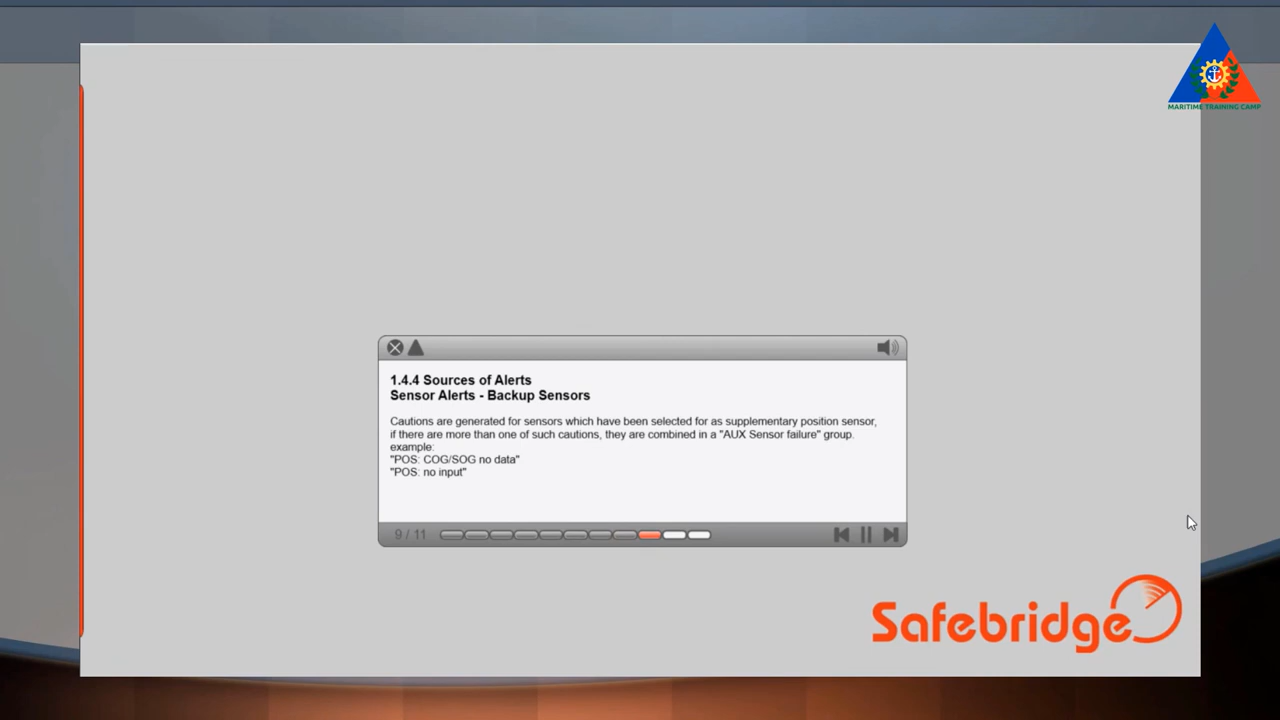 MARITIME TRAINING CAMP
1.4.4 Sources of Alerts
Sensor Alerts - Backup Sensors
Cautions are generated for sensors which have been selected for as supplementary position sensor,
if there are more than one of such cautions, they are combined in a "AUX Sensor failure" group.
example:
"POS: COG/SOG no data"
"POS: no input"
9 / 11
Safebridge